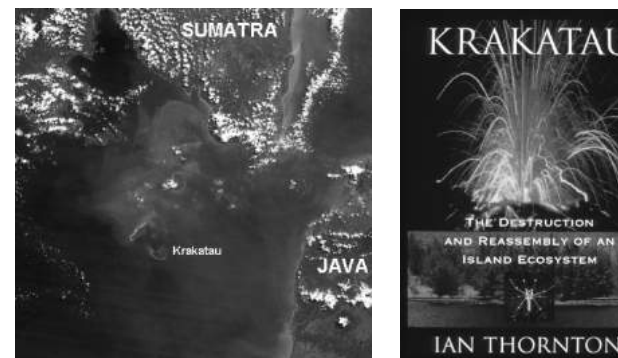 SUMATRA
Krakatau
JAVA
KRAKATAU
THE DESTRUCTION
AND REASSEMBLY OF AN
ISLAND ECOSYSTEM
IAN THORNTON